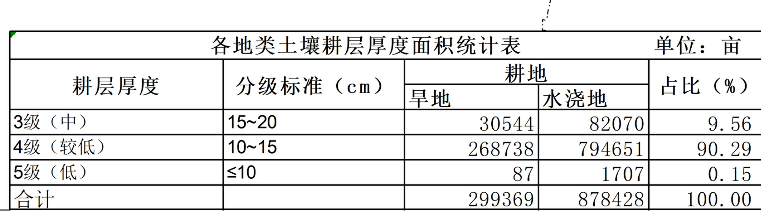 各地类土壤耕层厚度面积统计表 单位：亩
耕层厚度 分级标准（cm） 耕地 占比（%）
旱地 水浇地
3级（中） 15~20 30544 82070 9.56
4级（较低） 10~15 268738 794651 90.29
5级（低） ≤10 87 1707 0.15
合计 299369 878428 100.00